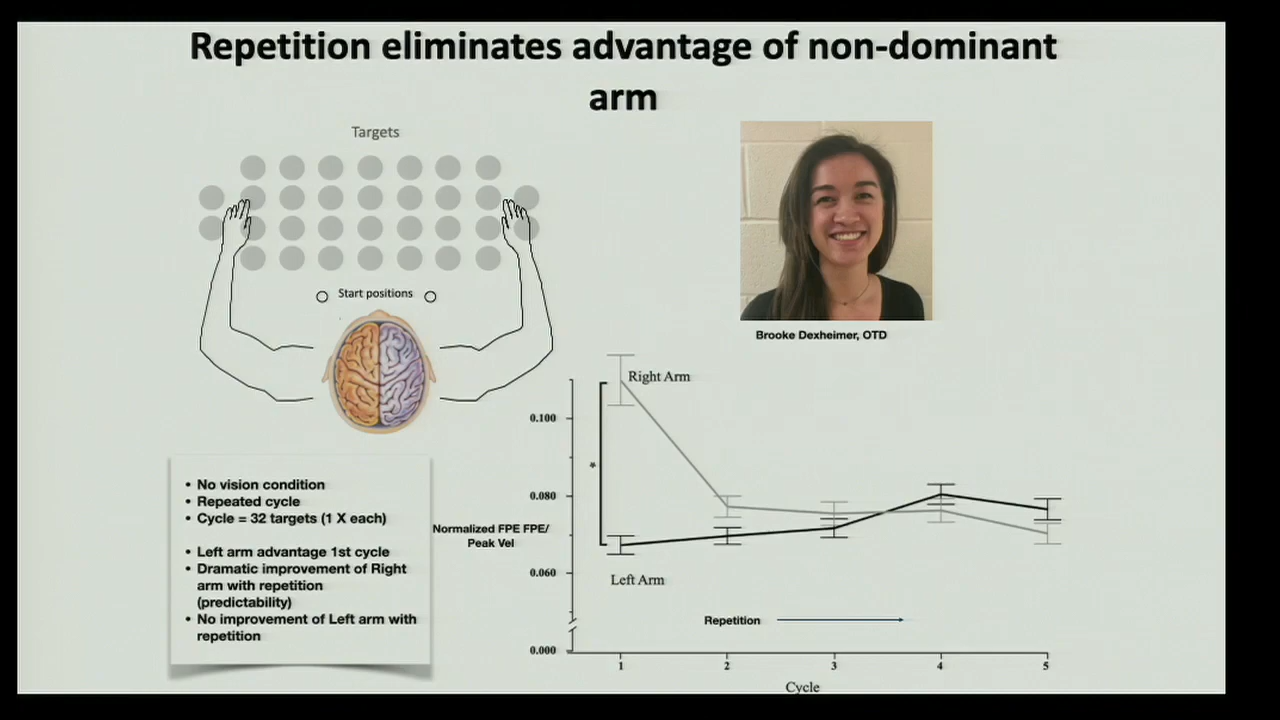 Repetition eliminates advantage of non-dominant
arm
Targets
Start positions
Brooke Dexheimer, OTD
• No vision condition
• Repeated cycle
• Cycle = 32 targets (1 X each)
• Left arm advantage 1st cycle
• Dramatic improvement of Right
arm with repetition
(predictability)
• No improvement of Left arm with
repetition
Normalized FPE FPE/
Peak Vel
0.100
0.080
0.060
0.000
*
Right Arm
Left Arm
Repetition
1 2 3 4 5
Cycle